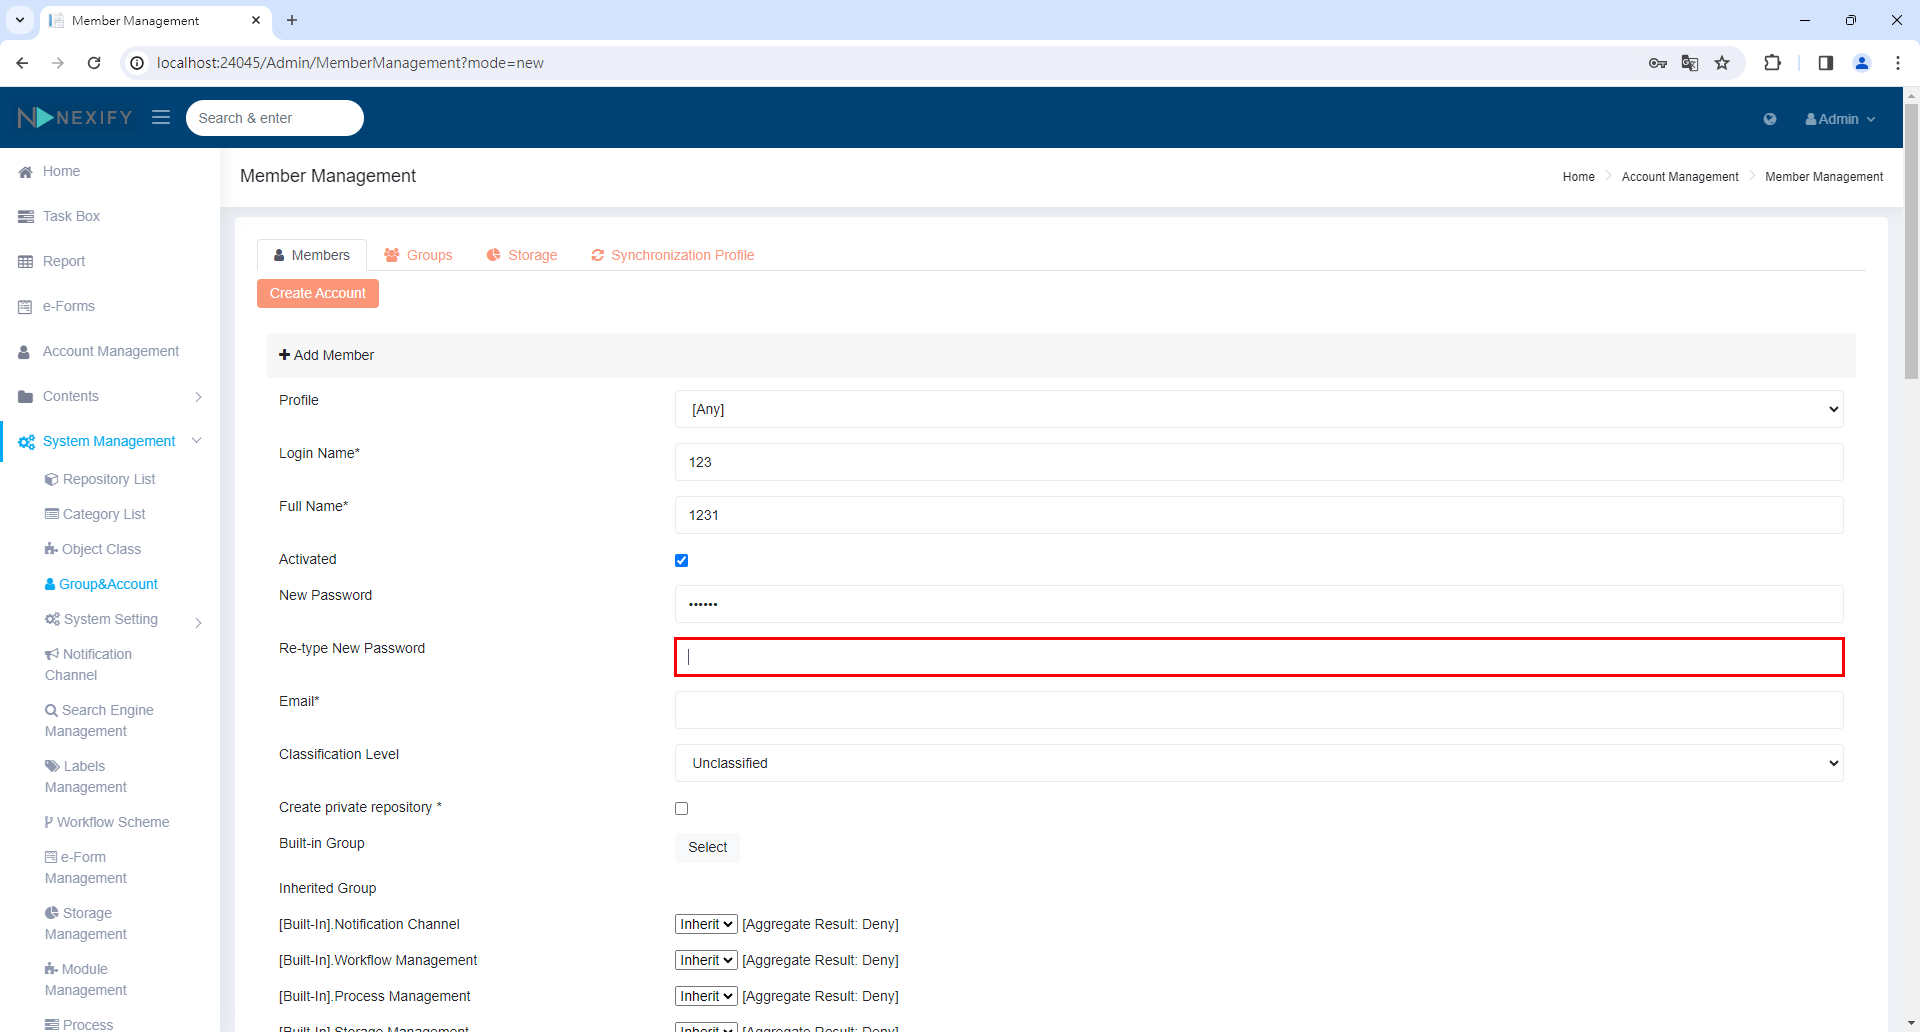 Member Management
localhost:24045/Admin/MemberManagement?mode=new
NEXIFY
Search & enter
Admin
Home
Task Box
Report
e-Forms
Account Management
Contents
System Management
Repository List
Category List
Object Class
Group&Account
System Setting
Notification
Channel
Search Engine
Management
Labels
Management
Workflow Scheme
e-Form
Management
Storage
Management
Module
Management
Process
Member Management
Home
Account Management
Member Management
Members
Groups
Storage
Synchronization Profile
Create Account
Add Member
Profile
[Any]
Login Name*
123
Full Name*
1231
Activated
New Password
••••••
Re-type New Password
Email*
Classification Level
Unclassified
Create private repository *
Built-in Group
Select
Inherited Group
[Built-In].Notification Channel
Inherit
[Aggregate Result: Deny]
[Built-In].Workflow Management
Inherit
[Aggregate Result: Deny]
[Built-In].Process Management
Inherit
[Aggregate Result: Deny]
[Built-In].Storage Management
Inherit
[Aggregate Result: Deny]